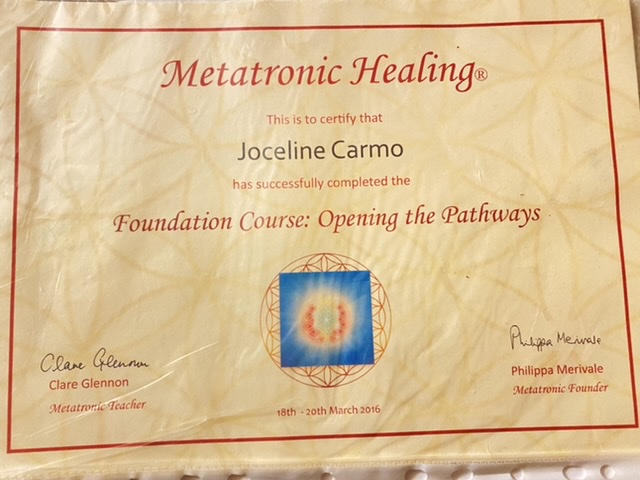 Metatronic Healing®
This is to certify that
Joceline Carmo
has successfully completed the
Foundation Course: Opening the Pathways
Clare Glennon
Clare Glennon
Metatronic Teacher
Philippa Merivale
Philippa Merivale
Metatronic Founder
18th - 20th March 2016